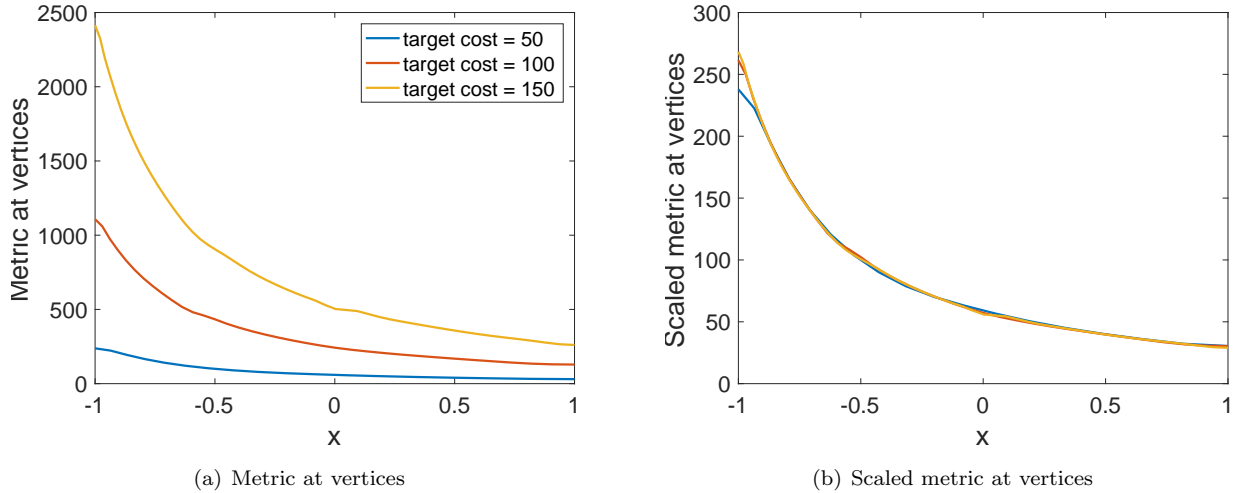 2500
2000
1500
1000
500
0
-1
-0.5
0
0.5
1
Metric at vertices
x
target cost = 50
target cost = 100
target cost = 150
(a) Metric at vertices
300
250
200
150
100
50
0
-1
-0.5
0
0.5
1
Scaled metric at vertices
x
(b) Scaled metric at vertices